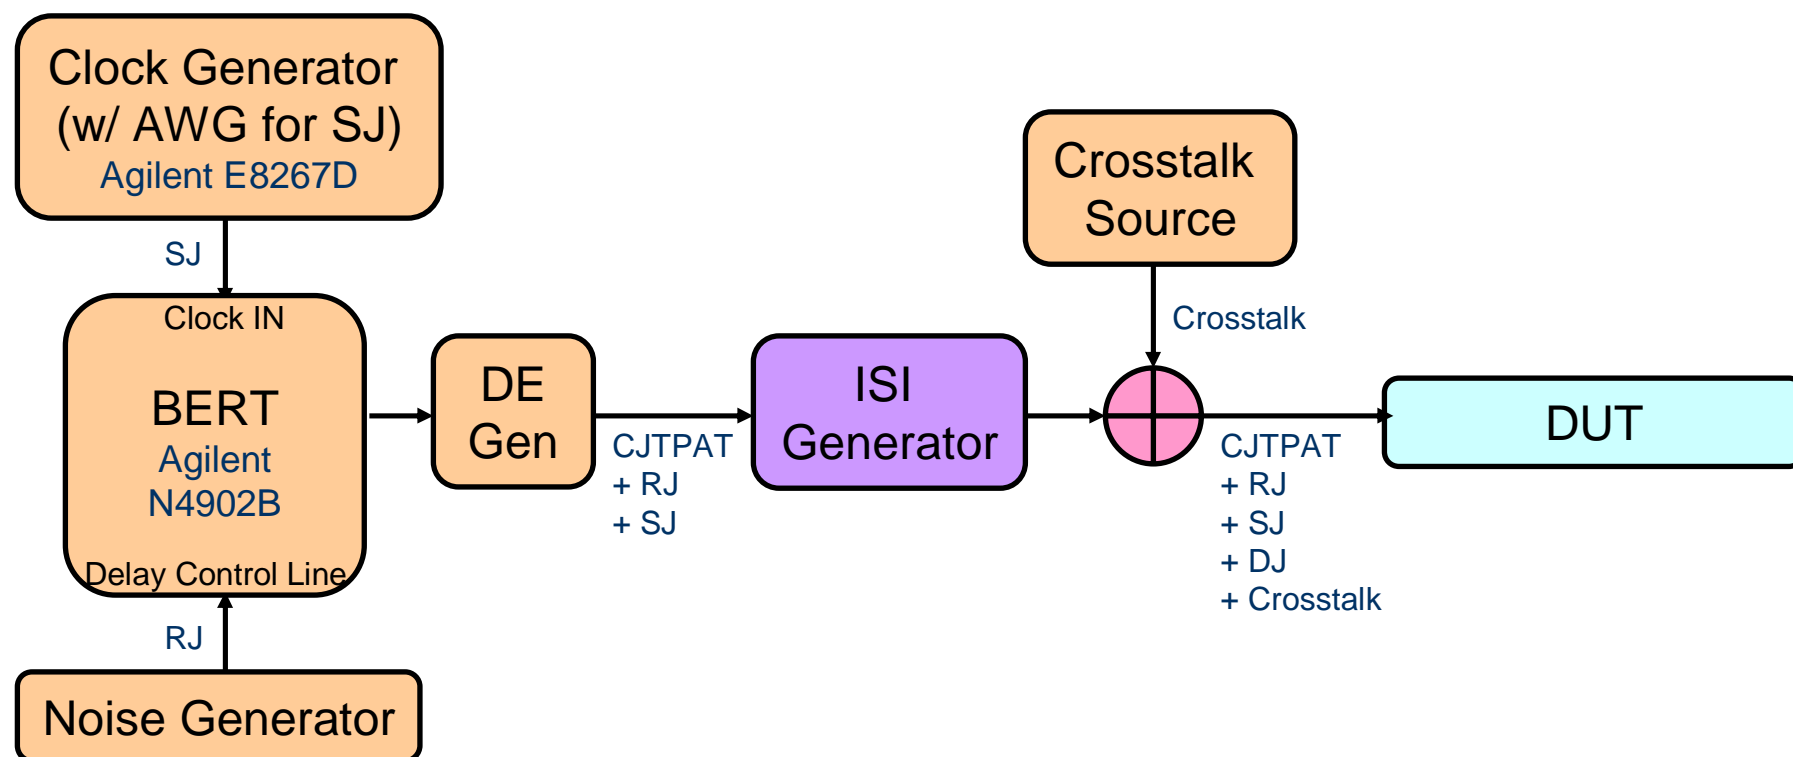 Clock Generator
(w/ AWG for SJ)
Agilent E8267D
SJ
Clock IN
BERT
Agilent
N4902B
Delay Control Line
RJ
Noise Generator
DE
Gen
CJTPAT
+ RJ
+ SJ
ISI
Generator
Crosstalk
Source
Crosstalk
CJTPAT
+ RJ
+ SJ
+ DJ
+ Crosstalk
DUT